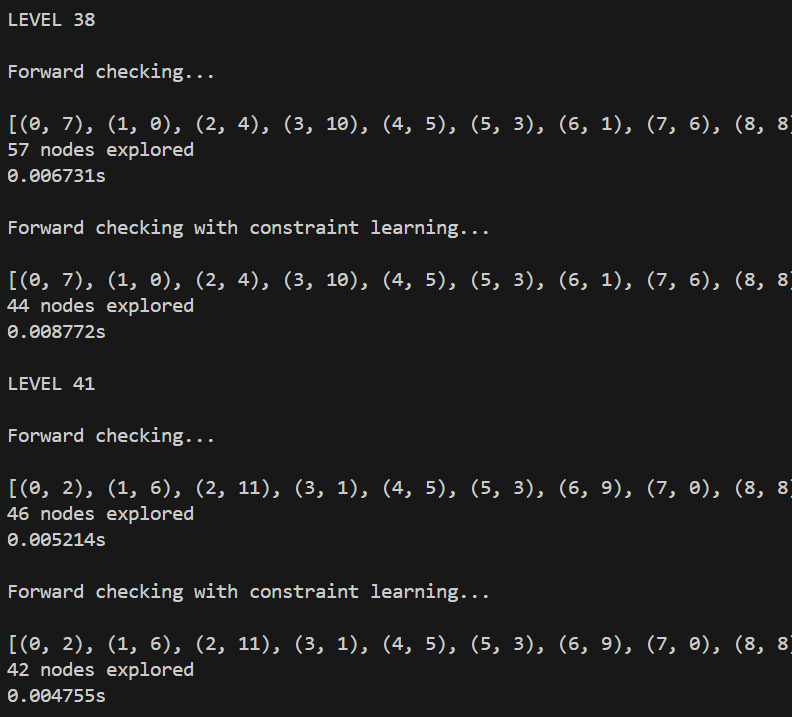 LEVEL 38
Forward checking...
[(0, 7), (1, 0), (2, 4), (3, 10), (4, 5), (5, 3), (6, 1), (7, 6), (8, 8)
57 nodes explored
0.006731s
Forward checking with constraint learning...
[(0, 7), (1, 0), (2, 4), (3, 10), (4, 5), (5, 3), (6, 1), (7, 6), (8, 8)
44 nodes explored
0.008772s
LEVEL 41
Forward checking...
[(0, 2), (1, 6), (2, 11), (3, 1), (4, 5), (5, 3), (6, 9), (7, 0), (8, 8)
46 nodes explored
0.005214s
Forward checking with constraint learning...
[(0, 2), (1, 6), (2, 11), (3, 1), (4, 5), (5, 3), (6, 9), (7, 0), (8, 8)
42 nodes explored
0.004755s